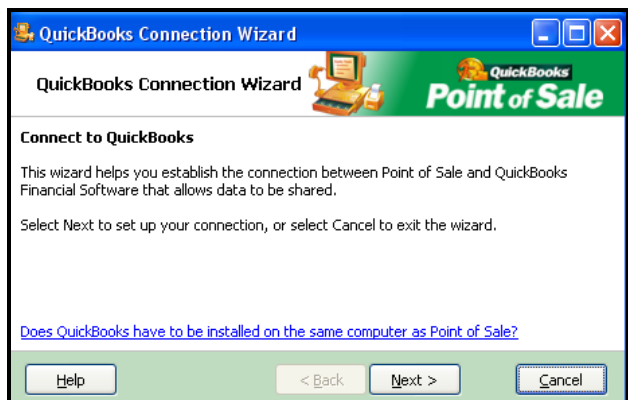 QuickBooks Connection Wizard
QuickBooks Connection Wizard
QuickBooks
Point of Sale
Connect to QuickBooks
This wizard helps you establish the connection between Point of Sale and QuickBooks
Financial Software that allows data to be shared.
Select Next to set up your connection, or select Cancel to exit the wizard.
Does QuickBooks have to be installed on the same computer as Point of Sale?
Help
< Back
Next >
Cancel